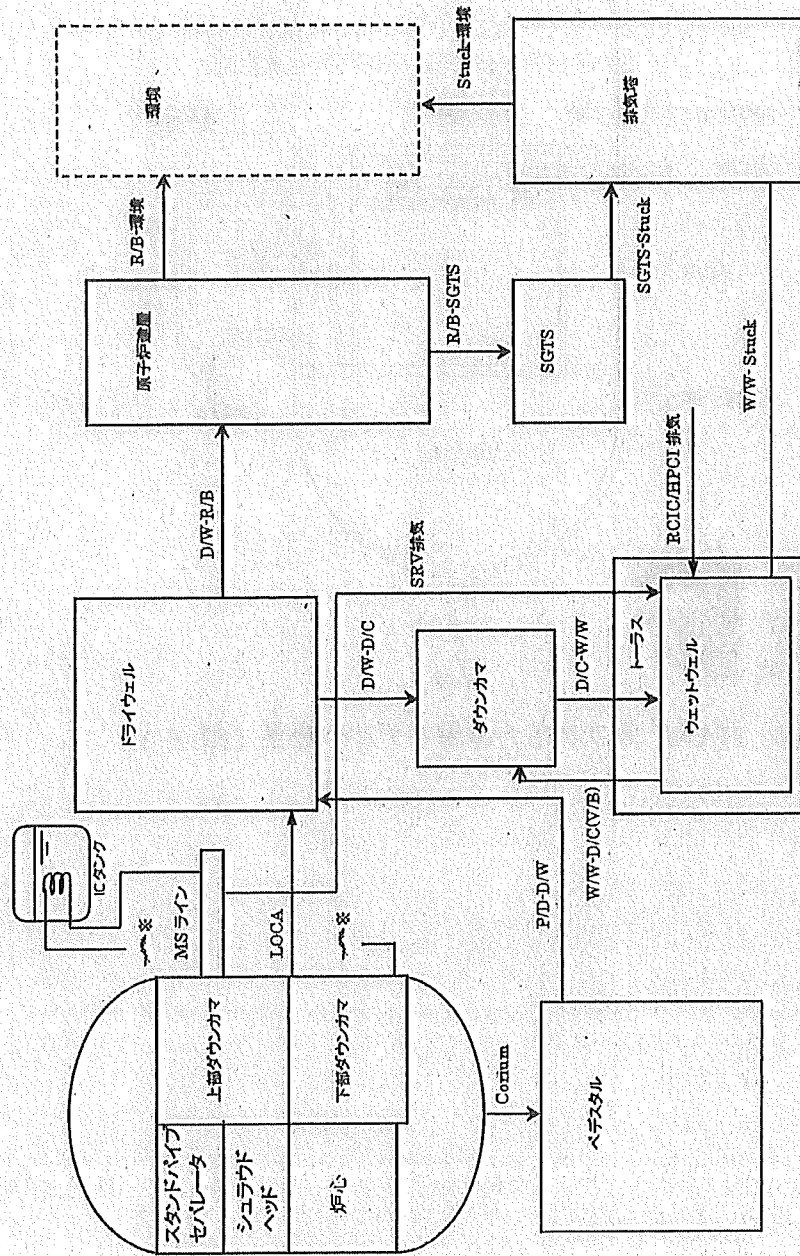 スタンドパイプ
セパレータ
シュラウド
ヘッド
炉心
上部ダウンカマ
下部ダウンカマ
ICタンク
※
MSライン
LOCA
※
Corium
ペデスタル
P/D-D/W
ドライウェル
D/W-D/C
ダウンカマ
D/C-W/W
W/W-D/C(V/B)
トーラス
ウェットウェル
SRV排気
RCIC/HPCI 排気
D/W-R/B
原子炉建屋
R/B-SGTS
SGTS
SGTS-Stuck
W/W- Stuck
R/B-環境
環境
Stuck-環境
排気塔